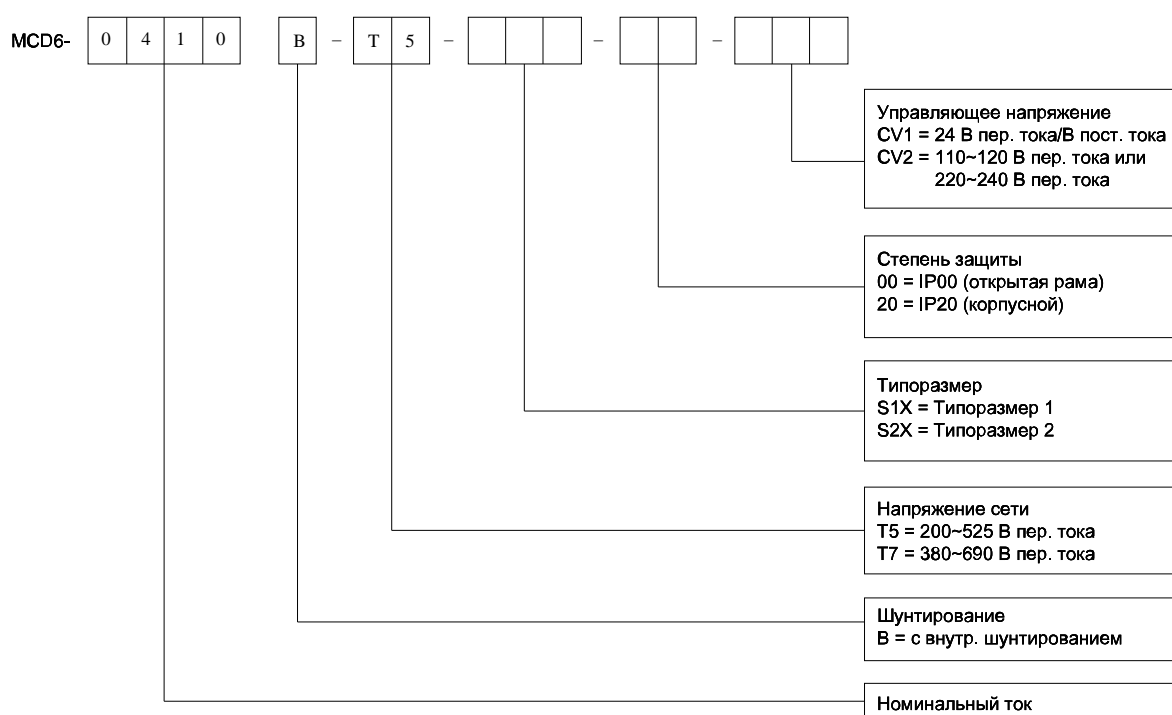 MCD6- 0 4 1 0 B – T 5 – – –
Управляющее напряжение
CV1 = 24 В пер. тока/В пост. тока
CV2 = 110~120 В пер. тока или
220~240 В пер. тока
Степень защиты
00 = IP00 (открытая рама)
20 = IP20 (корпусной)
Типоразмер
S1X = Типоразмер 1
S2X = Типоразмер 2
Напряжение сети
T5 = 200~525 В пер. тока
T7 = 380~690 В пер. тока
Шунтирование
B = с внутр. шунтированием
Номинальный ток